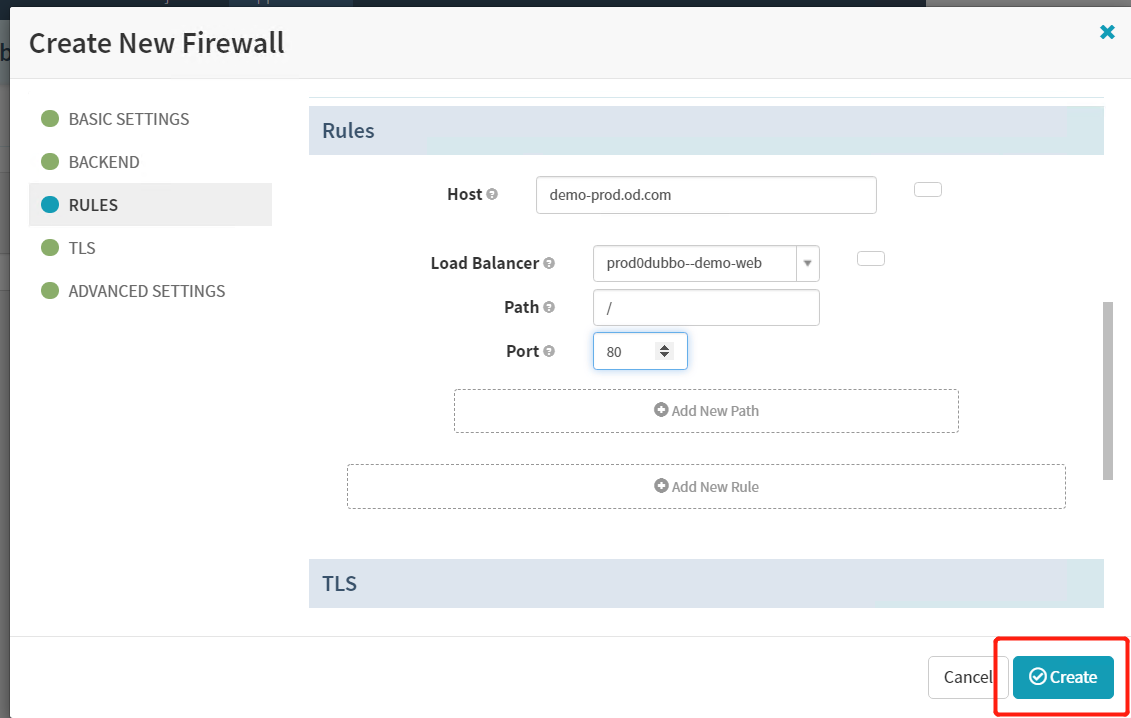 Create New Firewall
BASIC SETTINGS
BACKEND
RULES
TLS
ADVANCED SETTINGS
Rules
Host
demo-prod.od.com
Load Balancer
prod0dubbo--demo-web
Path
/
Port
80
Add New Path
Add New Rule
TLS
Cancel
Create